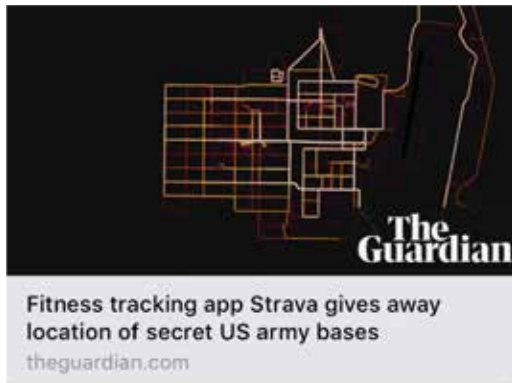 The
Guardian
Fitness tracking app Strava gives away
location of secret US army bases
theguardian.com